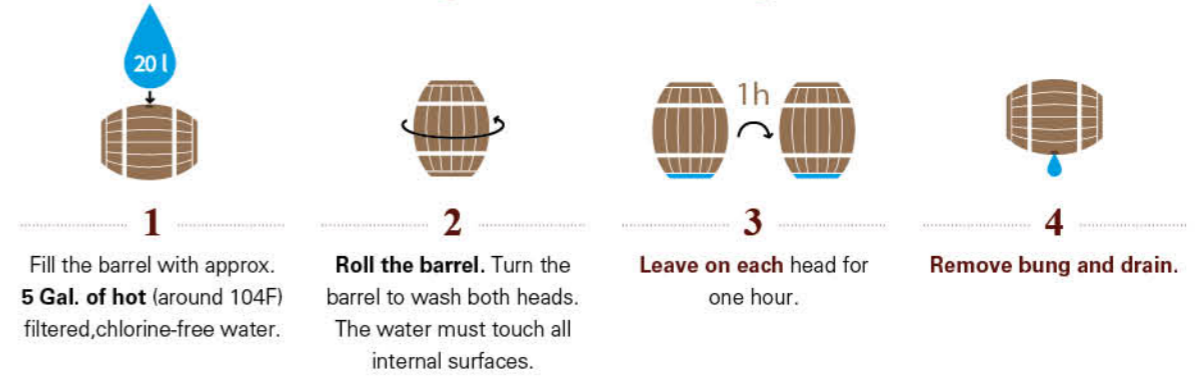 20 l
1h
1
2
3
4
Fill the barrel with approx.
5 Gal. of hot (around 104F)
filtered,chlorine-free water.
Roll the barrel. Turn the
barrel to wash both heads.
The water must touch all
internal surfaces.
Leave on each head for
one hour.
Remove bung and drain.